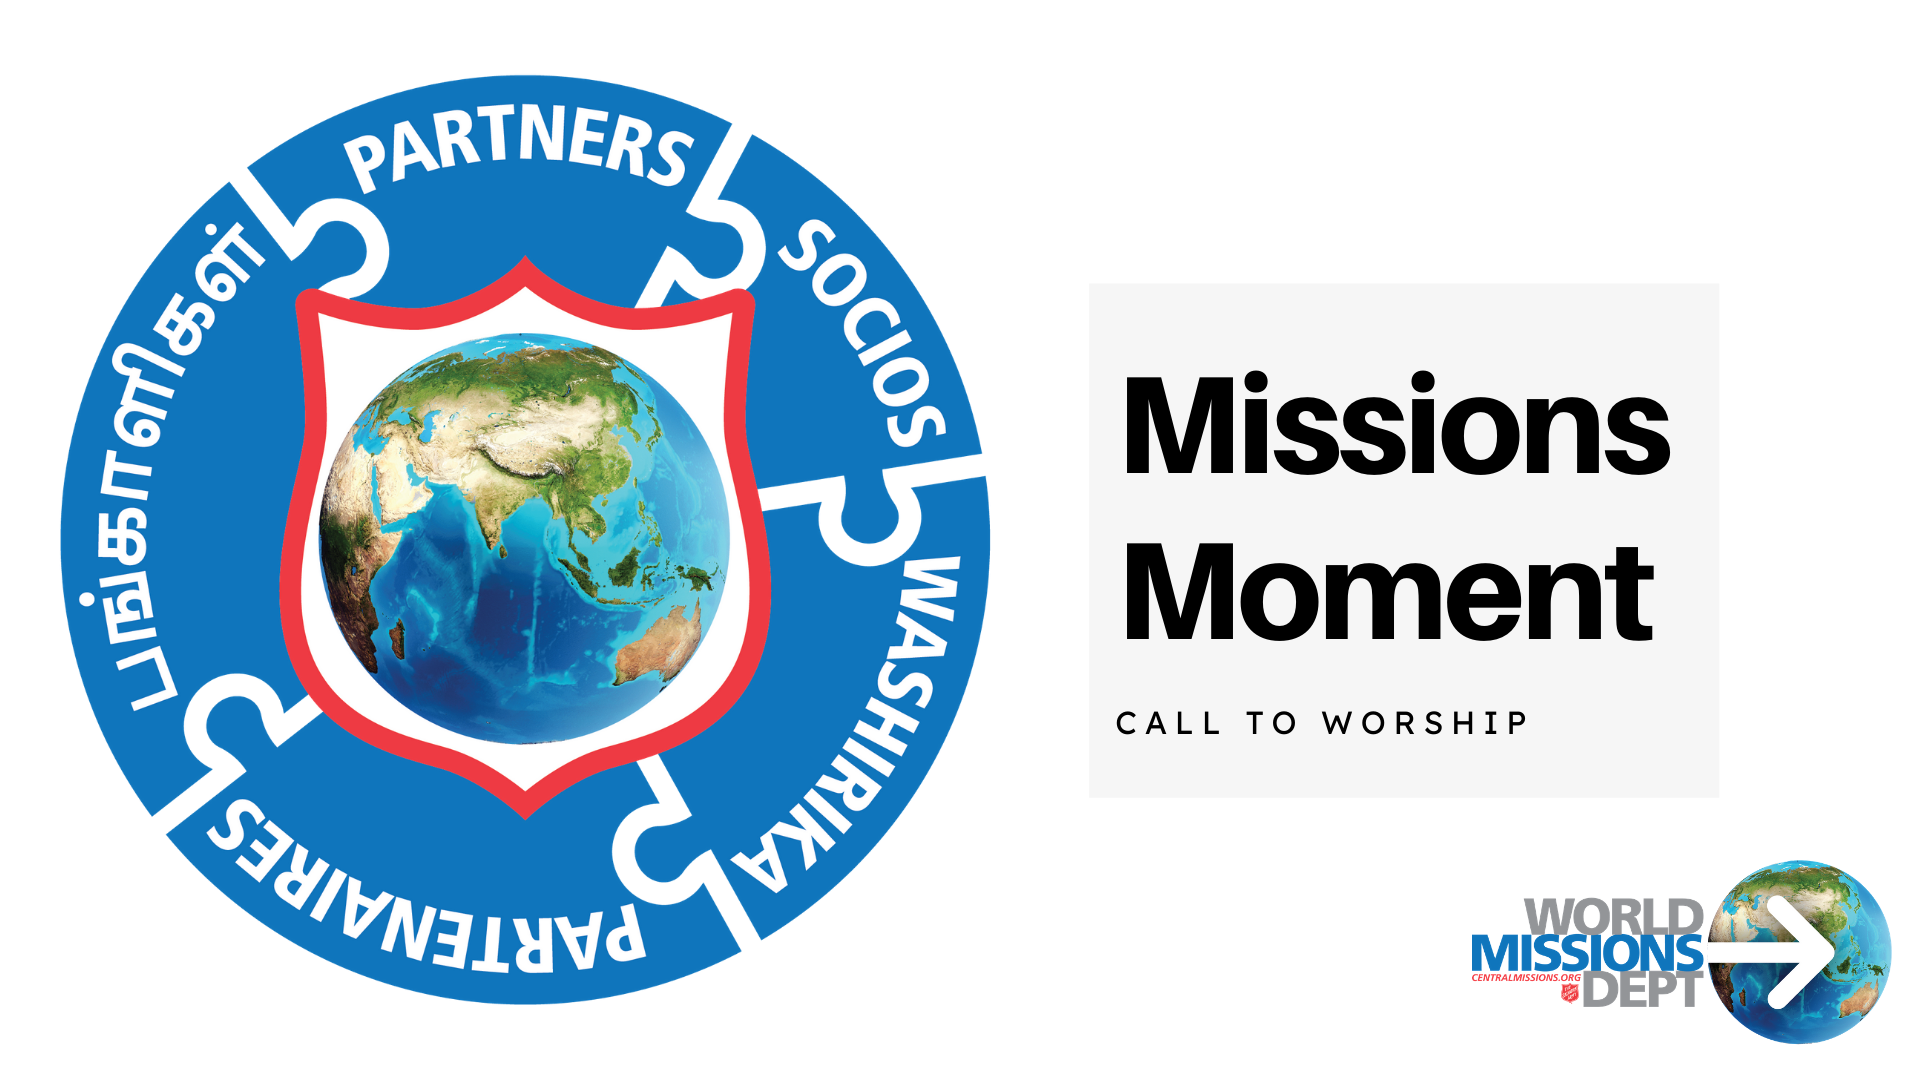 PARTNERS
SOCIOS
WASHIRIKA
PARTENAIRES
பங்காளிகள்
Missions
Moment
CALL TO WORSHIP
WORLD
MISSIONS
CENTRALMISSIONS.ORG
DEPT